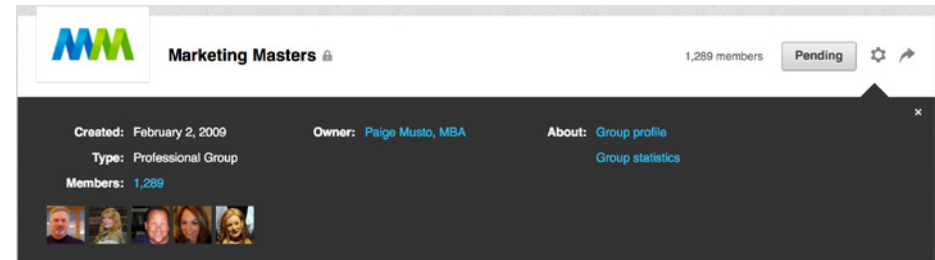 MM
Marketing Masters
1,289 members
Pending
Created: February 2, 2009
Owner: Paige Musto, MBA
About: Group profile
Type: Professional Group
Group statistics
Members: 1,289